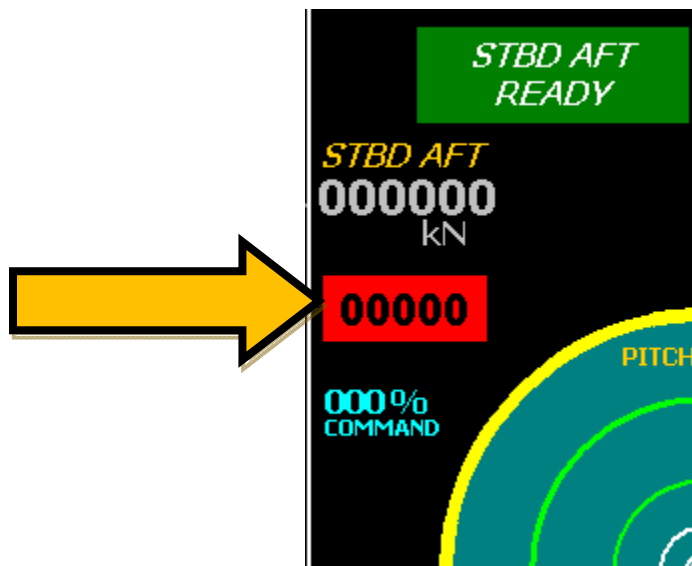 STBD AFT
READY
STBD AFT
000000
kN
00000
000%
COMMAND
PITCH